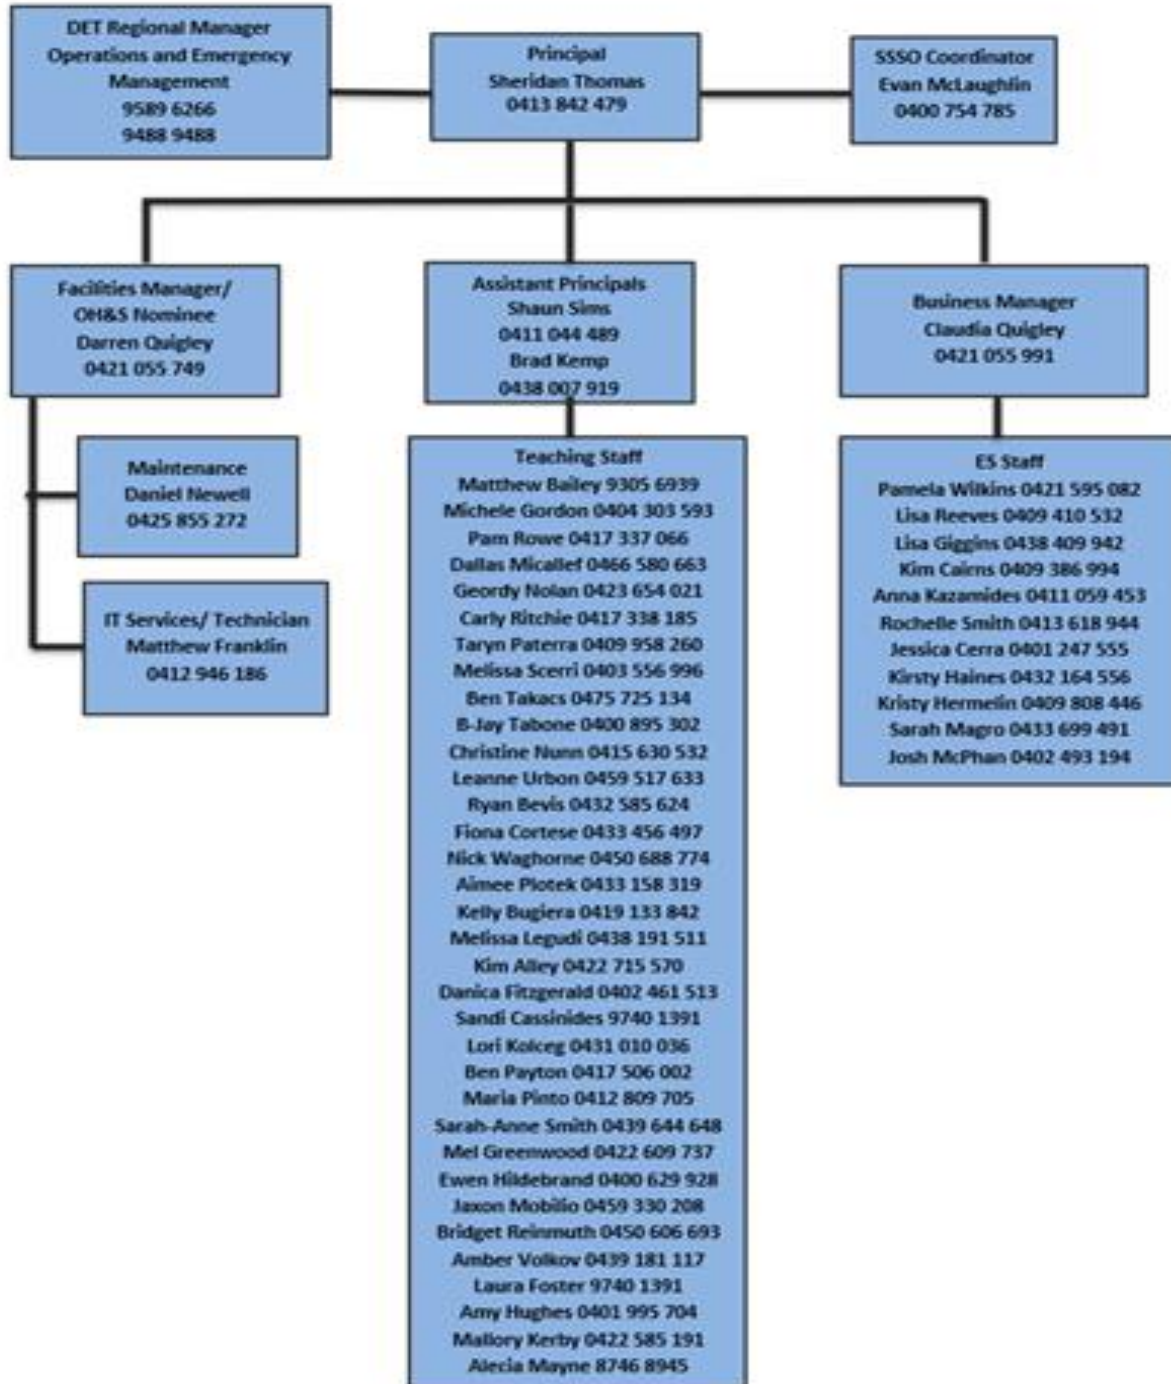 DET Regional Manager
Operations and Emergency
Management
9589 6266
9488 9488
Principal
Sheridan Thomas
0413 842 479
SSSO Coordinator
Evan McLaughlin
0400 754 785
Facilities Manager/
OH&S Nominee
Darren Quigley
0421 055 749
Assistant Principals
Shaun Sims
0411 044 489
Brad Kemp
0438 007 919
Business Manager
Claudia Quigley
0421 055 991
Maintenance
Daniel Newell
0425 855 272
IT Services/ Technician
Matthew Franklin
0412 946 186
Teaching Staff
Matthew Bailey 9305 6939
Michele Gordon 0404 303 593
Pam Rowe 0417 337 066
Dallas Micallef 0466 580 663
Geordy Nolan 0423 654 021
Carly Ritchie 0417 338 185
Taryn Paterra 0409 958 260
Melissa Scerri 0403 556 996
Ben Takacs 0475 725 134
B-Jay Tabone 0400 895 302
Christine Nunn 0415 630 532
Leanne Urbon 0459 517 633
Ryan Bevis 0432 585 624
Fiona Cortese 0433 456 497
Nick Waghorne 0450 688 774
Aimee Plotek 0433 158 319
Kelly Bugiera 0419 133 842
Melissa Legudi 0438 191 511
Kim Alley 0422 715 570
Danica Fitzgerald 0402 461 513
Sandi Cassinides 9740 1391
Lori Kolceg 0431 010 036
Ben Payton 0417 506 002
Maria Pinto 0412 809 705
Sarah-Anne Smith 0439 644 648
Mel Greenwood 0422 609 737
Ewen Hildebrand 0400 629 928
Jaxon Mobilio 0459 330 208
Bridget Reinmuth 0450 606 693
Amber Volkov 0439 181 117
Laura Foster 9740 1391
Amy Hughes 0401 995 704
Mallory Kerby 0422 585 191
Alecia Mayne 8746 8945
ES Staff
Pamela Wilkins 0421 595 082
Lisa Reeves 0409 410 532
Lisa Giggins 0438 409 942
Kim Cairns 0409 386 994
Anna Kazamides 0411 059 453
Rochelle Smith 0413 618 944
Jessica Cerra 0401 247 555
Kirsty Haines 0432 164 556
Kristy Hermelin 0409 808 446
Sarah Magro 0433 699 491
Josh McPhan 0402 493 194